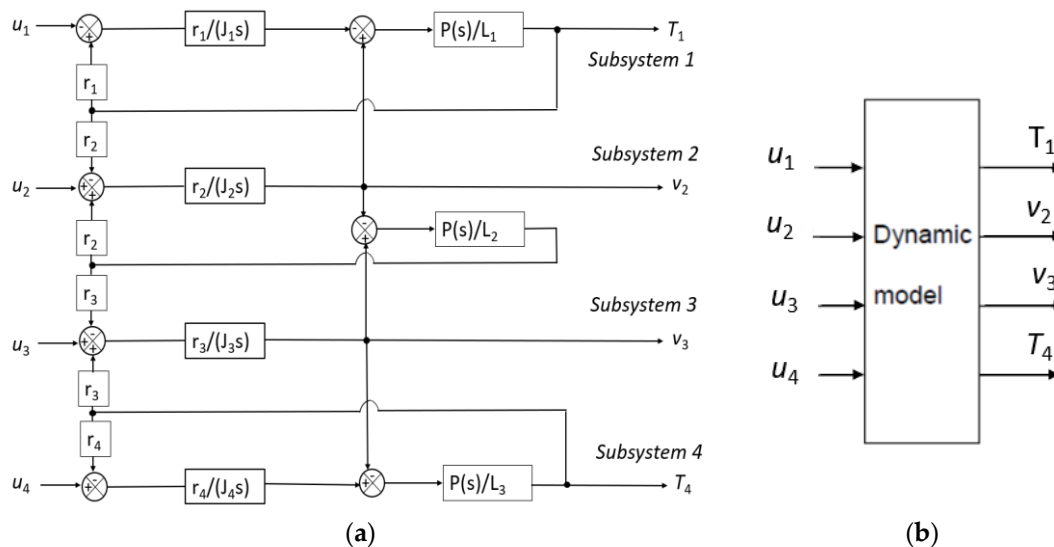 u₁
r₁/(J₁s)
P(s)/L₁
T₁
Subsystem 1
r₁
r₂
Subsystem 2
u₂
r₂/(J₂s)
v₂
r₂
P(s)/L₂
r₃
Subsystem 3
u₃
r₃/(J₃s)
v₃
r₃
r₄
Subsystem 4
u₄
r₄/(J₄s)
P(s)/L₃
T₄
(a)
u₁
T₁
u₂
v₂
Dynamic
model
u₃
v₃
u₄
T₄
(b)